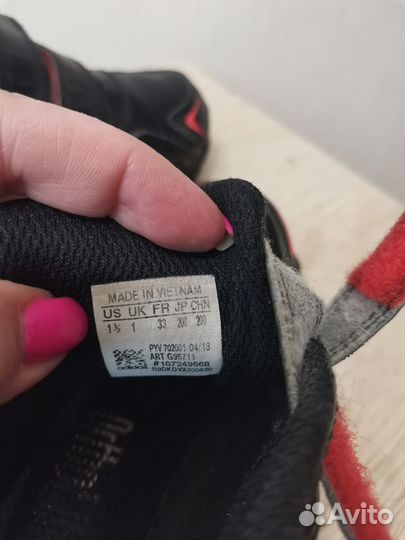 MADE IN VIETNAM
US UK FR JP CHN
1½ 1 33 200 200
PYV 702001 04/13
ART G95711
#107249668
adidas
Avito